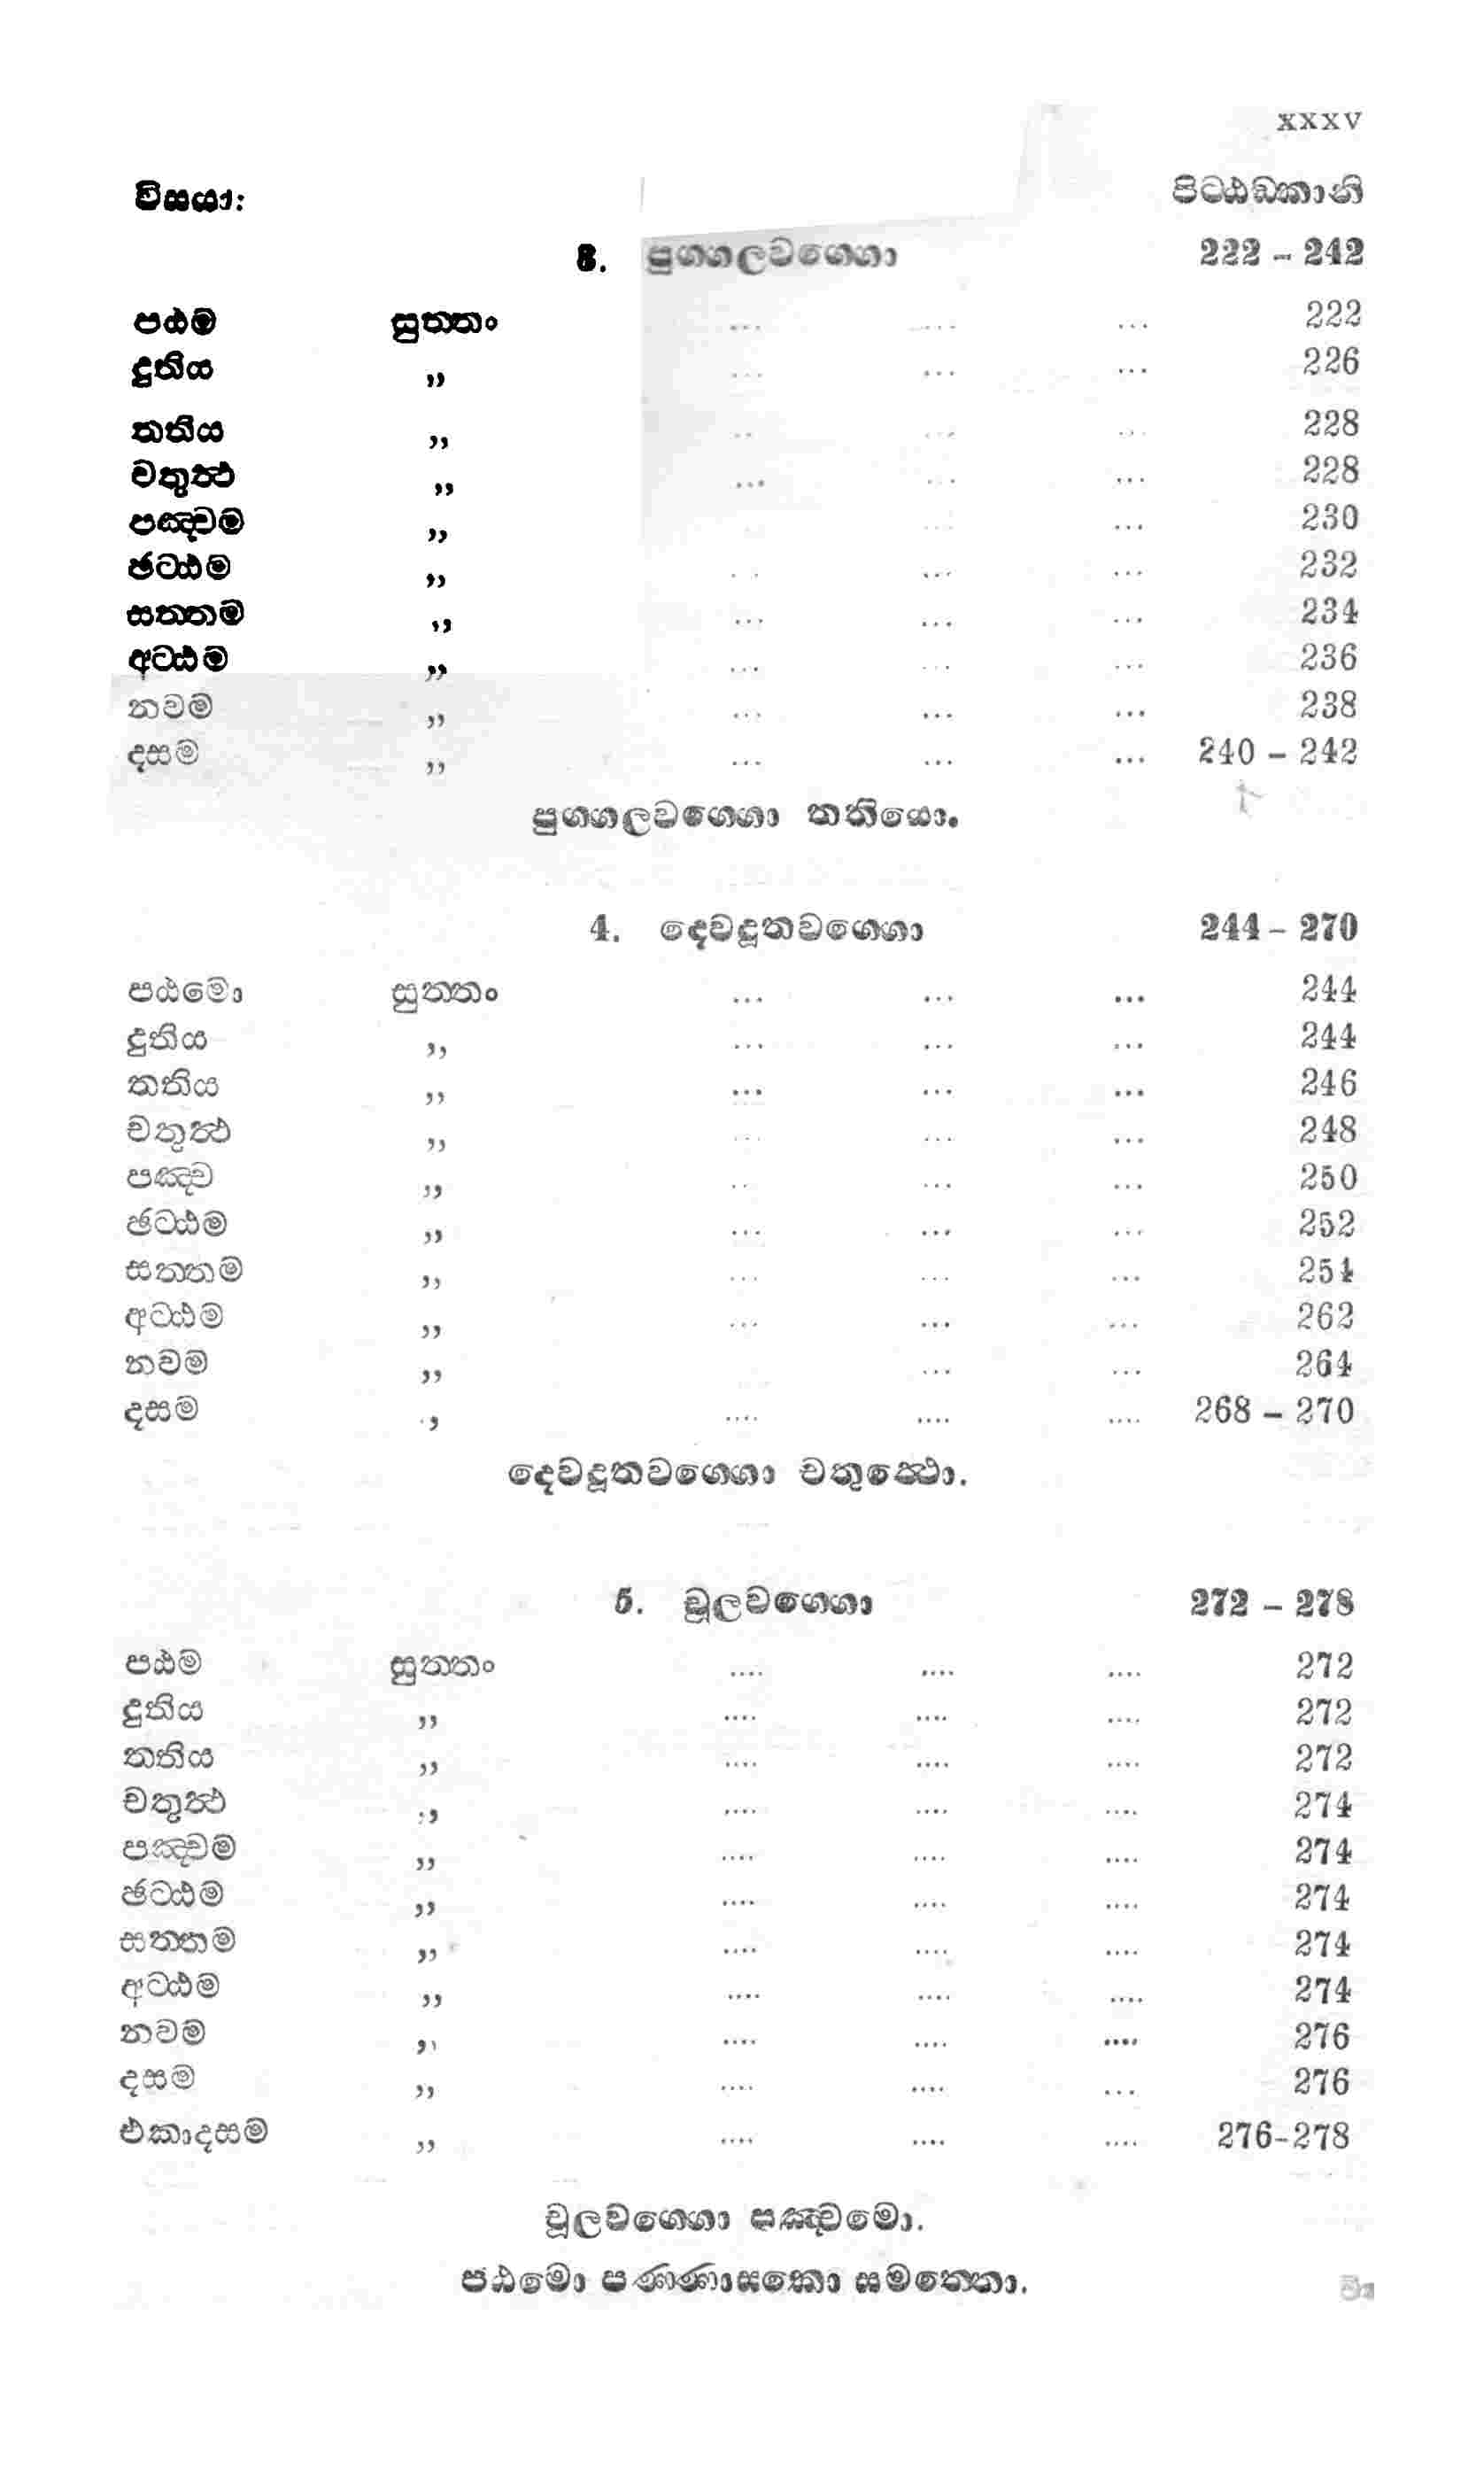 xxxv
විසයා: පිට්ඨඞ්කානි
3. පුග්ගලවග්ගො 222 – 242
පඨම සුත්තං ... ... ... 222
දුතිය ,, ... ... ... 226
තතිය ,, ... ... ... 228
චතුත්ථ ,, ... ... ... 228
පඤ්චම ,, ... ... 230
ඡට්ඨම ,, ... ... ... 232
සත්තම ,, ... ... ... 234
අට්ඨම ,, ... ... ... 236
නවම ,, ... ... ... 238
දසම ,, ... ... ... 240 – 242
පුග්ගලවග්ගො තතියො.
4. දෙවදූතවග්ගො 244 – 270
පඨමො සුත්තං ... ... ... 244
දුතිය ,, ... ... ... 244
තතිය ,, ... ... ... 246
චතුත්ථ ,, ... ... ... 248
පඤ්ච ,, ... ... ... 250
ඡට්ඨම ,, ... ... ... 252
සත්තම ,, ... ... ... 254
අට්ඨම ,, ... ... ... 262
නවම ,, ... ... 264
දසම ,, .... .... .... 268 – 270
දෙවදූතවග්ගො චතුත්ථො.
5. චූලවග්ගො 272 – 278
පඨම සුත්තං .... .... .... 272
දුතිය ,, .... .... .... 272
තතිය ,, .... .... .... 272
චතුත්ථ ,, .... .... .... 274
පඤ්චම ,, .... .... .... 274
ඡට්ඨම ,, .... .... .... 274
සත්තම ,, .... .... .... 274
අට්ඨම ,, .... .... .... 274
නවම ,, .... .... .... 276
දසම ,, .... .... ... 276
එකාදසම ,, .... .... .... 276-278
චූලවග්ගො පඤ්චමො.
පඨමො පණ්ණාසකො සමත්තො.